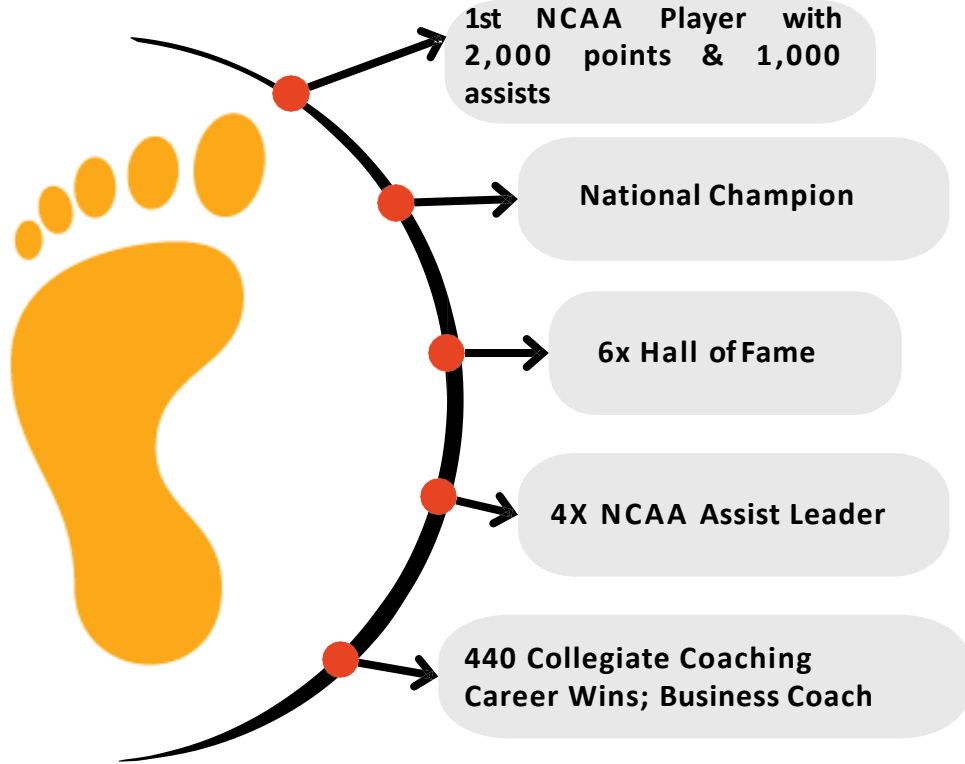 1st NCAA Player with
2,000 points & 1,000
assists
National Champion
6x Hall of Fame
4X NCAA Assist Leader
440 Collegiate Coaching
Career Wins; Business Coach